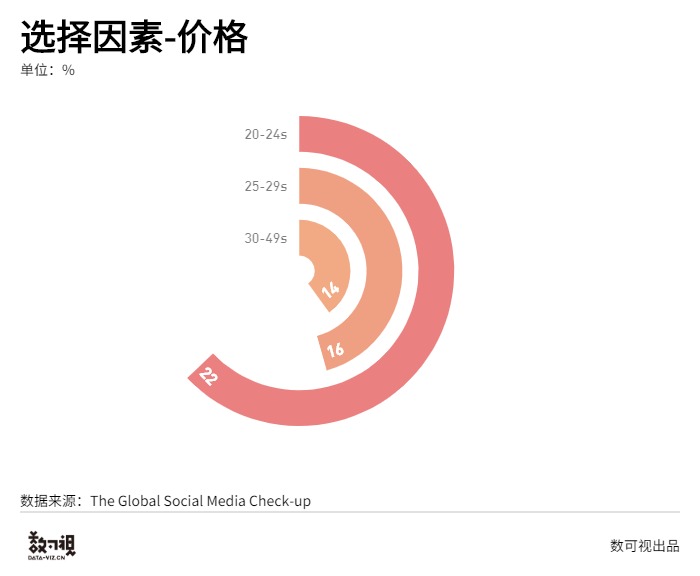 选择因素-价格
单位：%
20-24s
25-29s
30-49s
14
16
22
数据来源：The Global Social Media Check-up
数可视
DATA-VIZ.CN
数可视出品